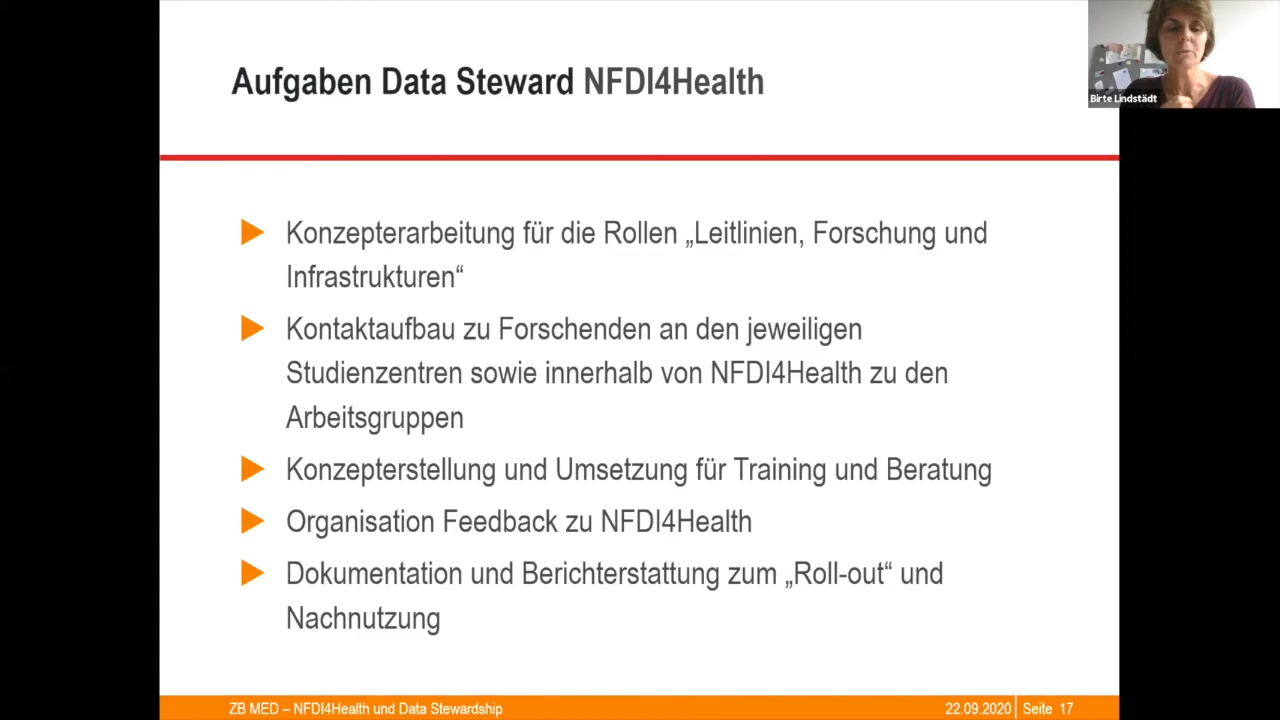 Aufgaben Data Steward NFDI4Health
Birte Lindstädt
Konzepterarbeitung für die Rollen „Leitlinien, Forschung und
Infrastrukturen“
Kontaktaufbau zu Forschenden an den jeweiligen
Studienzentren sowie innerhalb von NFDI4Health zu den
Arbeitsgruppen
Konzepterstellung und Umsetzung für Training und Beratung
Organisation Feedback zu NFDI4Health
Dokumentation und Berichterstattung zum „Roll-out“ und
Nachnutzung
ZB MED – NFDI4Health und Data Stewardship
22.09.2020 Seite 17